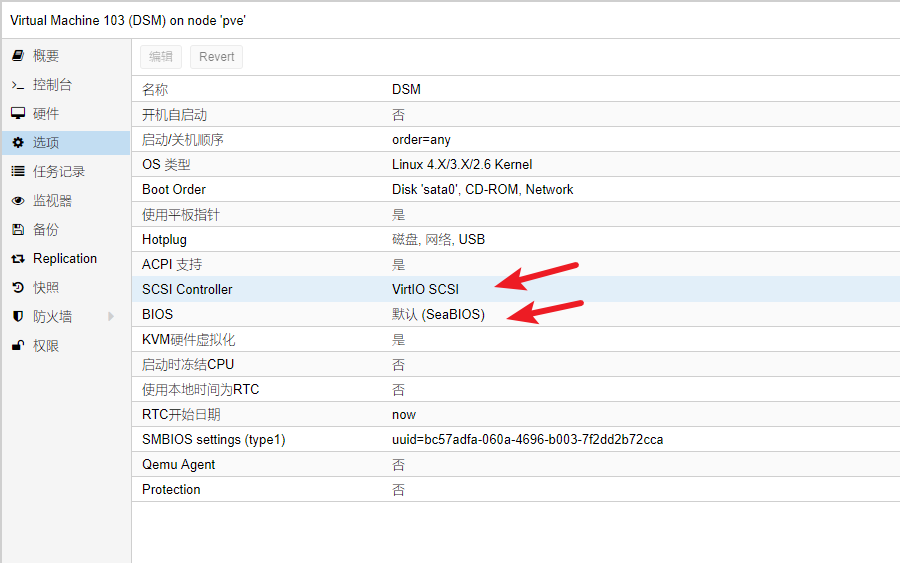 Virtual Machine 103 (DSM) on node 'pve'
概要
控制台
硬件
选项
任务记录
监视器
备份
Replication
快照
防火墙
权限
编辑 Revert
名称 DSM
开机自启动 否
启动/关机顺序 order=any
OS 类型 Linux 4.X/3.X/2.6 Kernel
Boot Order Disk 'sata0', CD-ROM, Network
使用平板指针 是
Hotplug 磁盘, 网络, USB
ACPI 支持 是
SCSI Controller VirtIO SCSI
BIOS 默认 (SeaBIOS)
KVM硬件虚拟化 是
启动时冻结CPU 否
使用本地时间为RTC 否
RTC开始日期 now
SMBIOS settings (type1) uuid=bc57adfa-060a-4696-b003-7f2dd2b72cca
Qemu Agent 否
Protection 否